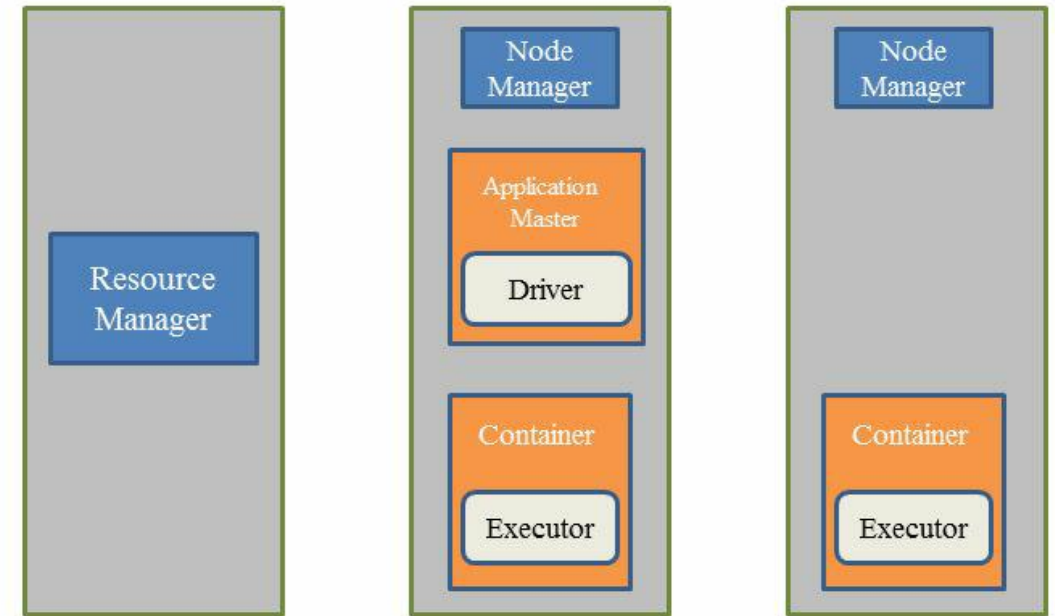 Resource
Manager
Node
Manager
Application
Master
Driver
Container
Executor
Node
Manager
Container
Executor